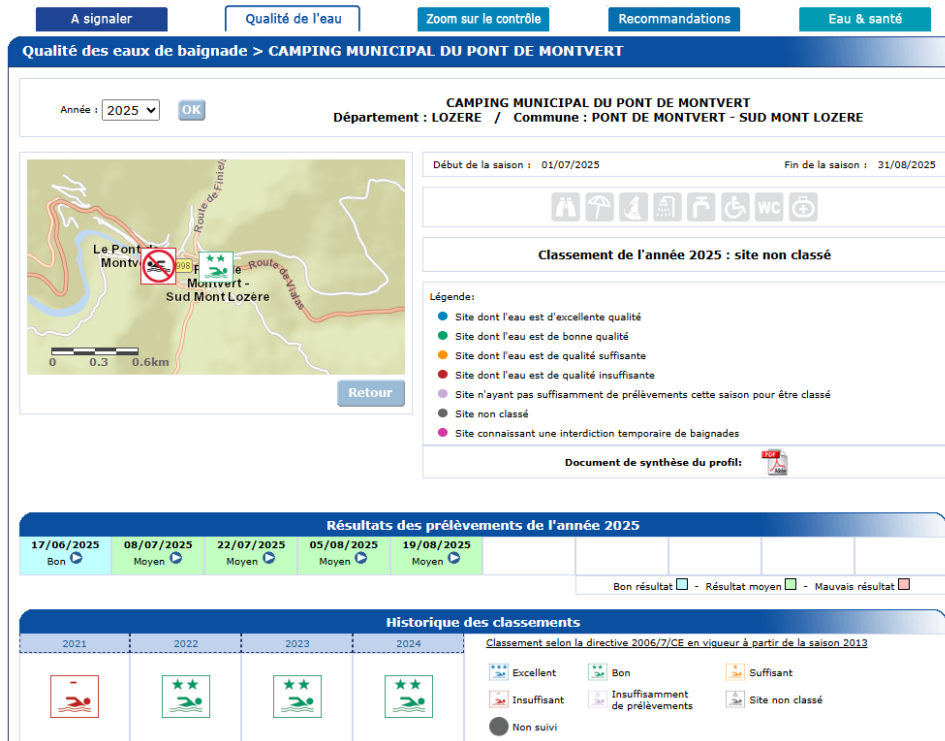 A signaler
Qualité de l'eau
Zoom sur le contrôle
Recommandations
Eau & santé
Qualité des eaux de baignade > CAMPING MUNICIPAL DU PONT DE MONTVERT
Année :
2025
OK
CAMPING MUNICIPAL DU PONT DE MONTVERT
Département : LOZERE / Commune : PONT DE MONTVERT - SUD MONT LOZERE
Route de Finiels
Le Pont de
Montv
998
Route de Vialas
Montvert -
Sud Mont Lozère
0 0.3 0.6km
Retour
Début de la saison : 01/07/2025
Fin de la saison : 31/08/2025
WC
Classement de l'année 2025 : site non classé
Légende:
Site dont l'eau est d'excellente qualité
Site dont l'eau est de bonne qualité
Site dont l'eau est de qualité suffisante
Site dont l'eau est de qualité insuffisante
Site n'ayant pas suffisamment de prélèvements cette saison pour être classé
Site non classé
Site connaissant une interdiction temporaire de baignades
Document de synthèse du profil:
PDF
Adobe
Résultats des prélèvements de l'année 2025
17/06/2025 08/07/2025 22/07/2025 05/08/2025 19/08/2025
Bon Moyen Moyen Moyen Moyen
Bon résultat - Résultat moyen - Mauvais résultat
Historique des classements
2021 2022 2023 2024
Classement selon la directive 2006/7/CE en vigueur à partir de la saison 2013
Excellent
Bon
Suffisant
Insuffisant
Insuffisamment
de prélèvements
Site non classé
Non suivi